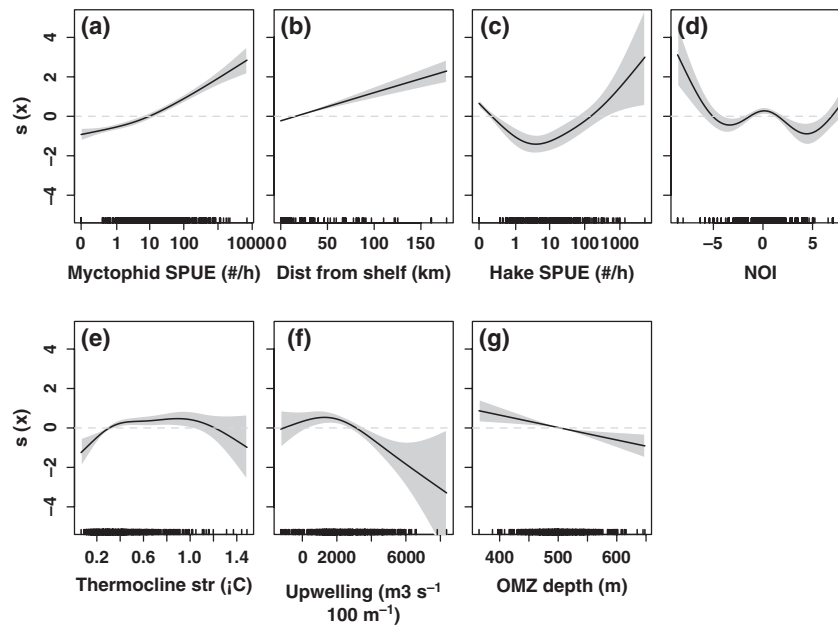 (a) (b) (c) (d)
4
2
0
−2
−4
s (x)
0 1 10 100 10000 0 50 100 150 0 1 10 100 1000 −5 0 5
Myctophid SPUE (#/h) Dist from shelf (km) Hake SPUE (#/h) NOI
(e) (f) (g)
4
2
0
−2
−4
s (x)
0.2 0.6 1.0 1.4 0 2000 6000 400 500 600
Thermocline str (¡C) Upwelling (m3 s⁻¹ OMZ depth (m)
100 m⁻¹)